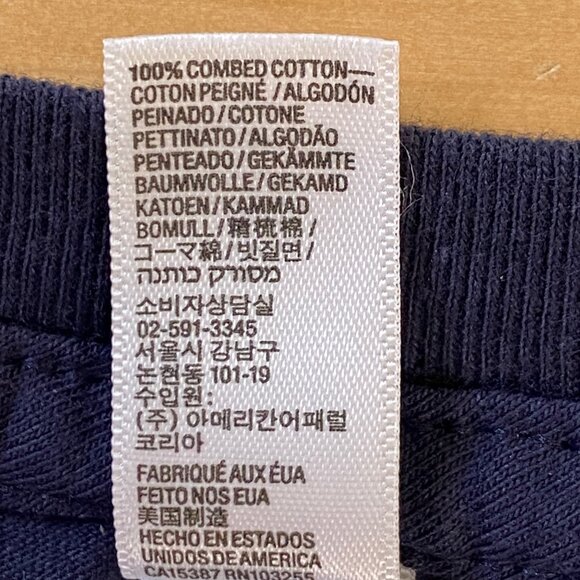 100% COMBED COTTON—
COTON PEIGNÉ / ALGODÓN
PEINADO / COTONE
PETTINATO / ALGODÃO
PENTEADO / GEKÄMMTE
BAUMWOLLE / GEKAMD
KATOEN / KAMMAD
BOMULL / 精梳棉 /
コーマ綿 / 빗질면 /
מסורק כותנה
소비자상담실
02-591-3345
서울시 강남구
논현동 101-19
수입원:
(주) 아메리칸어패럴
코리아
FABRIQUÉ AUX ÉUA
FEITO NOS EUA
美国制造
HECHO EN ESTADOS
UNIDOS DE AMERICA
CA15387 RN103255